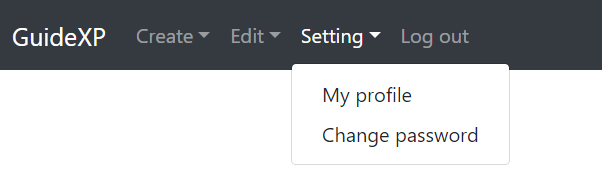 GuideXP Create Edit Setting Log out
My profile
Change password